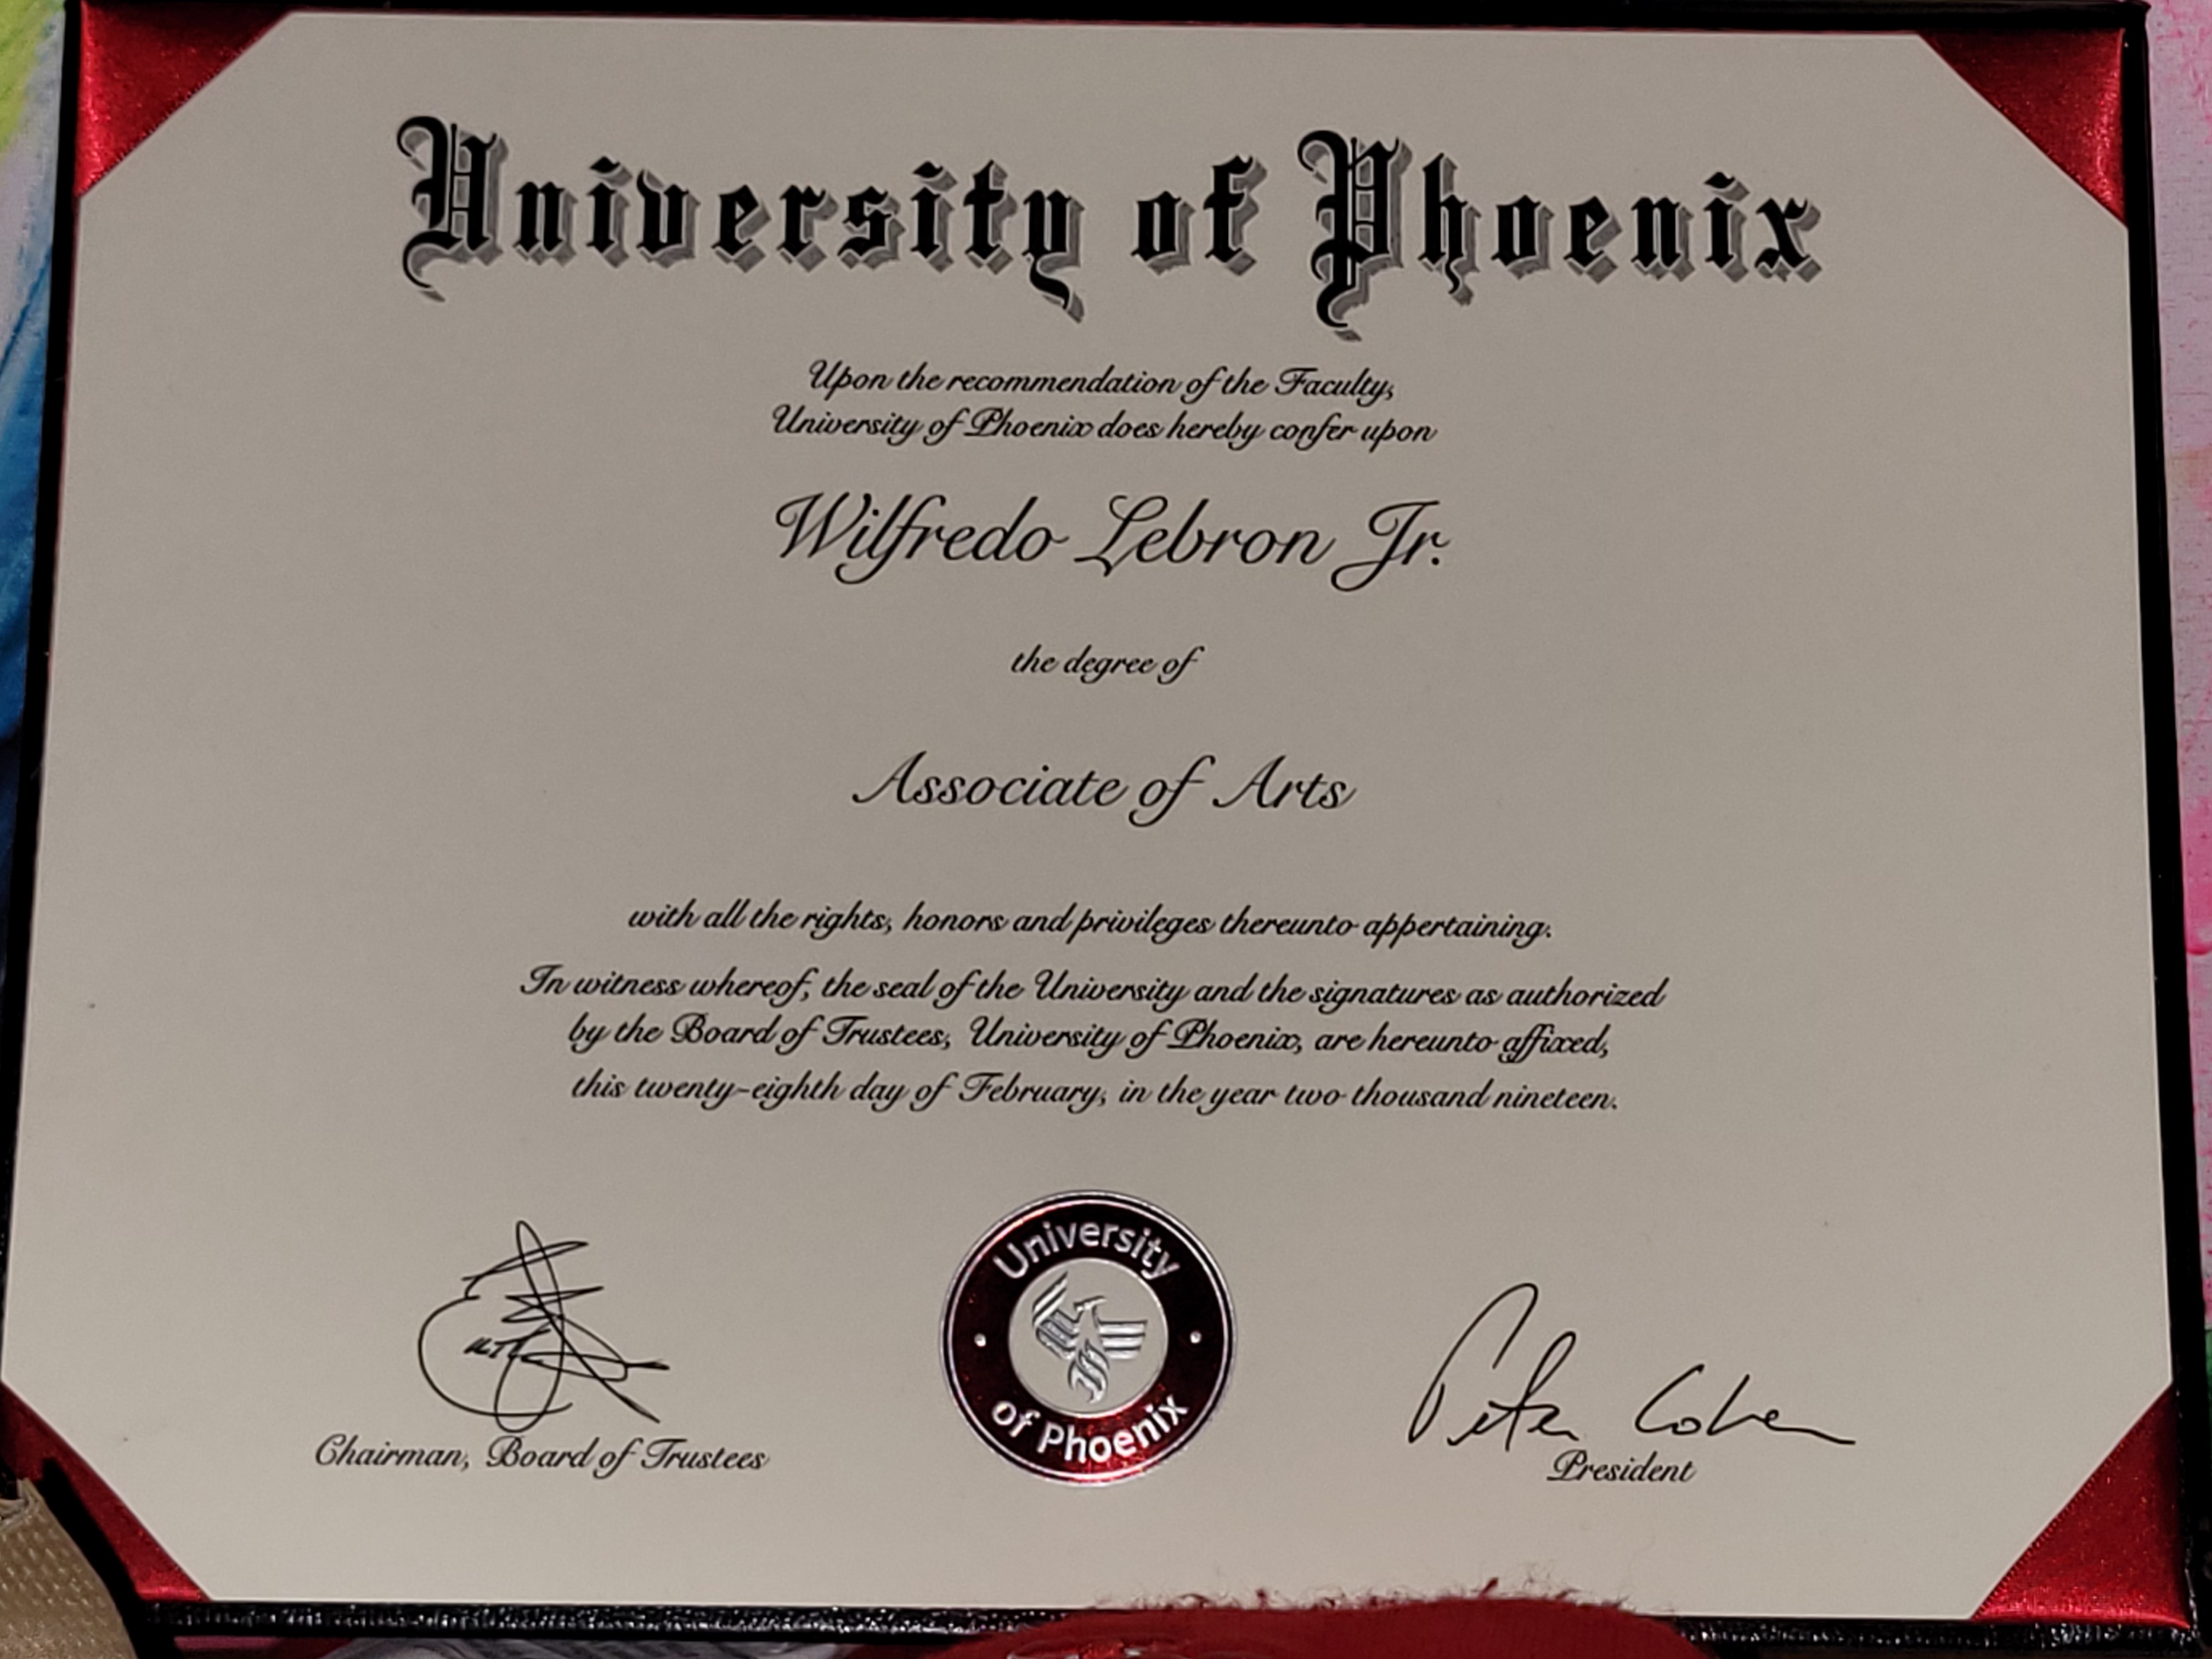 University of Phoenix
Upon the recommendation of the Faculty,
University of Phoenix does hereby confer upon
Wilfredo Lebron Jr.
the degree of
Associate of Arts
with all the rights, honors and privileges thereunto appertaining.
In witness whereof, the seal of the University and the signatures as authorized
by the Board of Trustees, University of Phoenix, are hereunto affixed,
this twenty-eighth day of February, in the year two thousand nineteen.
University
of Phoenix
Peter Cohen
Chairman, Board of Trustees
President